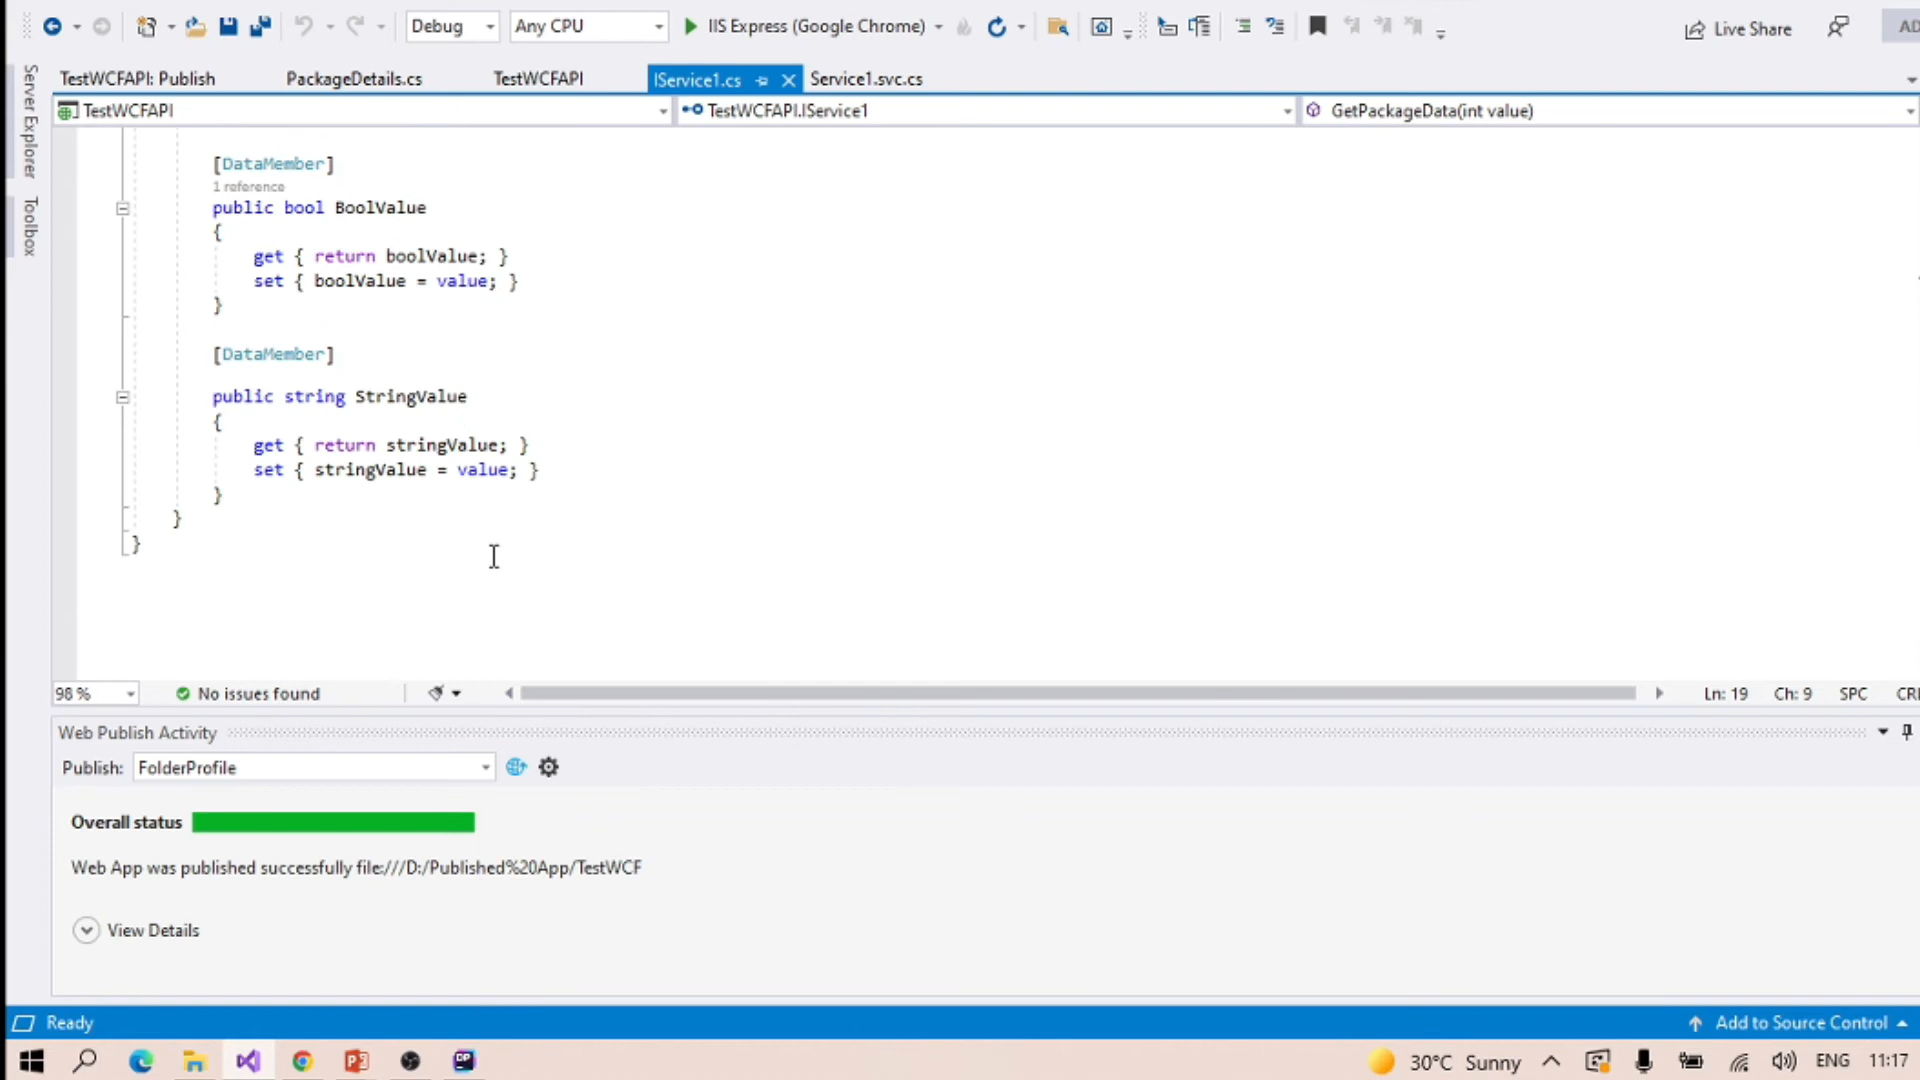 Debug
Any CPU
IIS Express (Google Chrome)
Live Share
Server Explorer
Toolbox
TestWCFAPI: Publish
PackageDetails.cs
TestWCFAPI
IService1.cs
Service1.svc.cs
TestWCFAPI
TestWCFAPI.IService1
GetPackageData(int value)
[DataMember]
1 reference
public bool BoolValue
{
get { return boolValue; }
set { boolValue = value; }
}
[DataMember]
public string StringValue
{
get { return stringValue; }
set { stringValue = value; }
}
}
}
98 %
No issues found
Ln: 19
Ch: 9
SPC
Web Publish Activity
Publish:
FolderProfile
Overall status
Web App was published successfully file:///D:/Published%20App/TestWCF
View Details
Ready
Add to Source Control
30°C Sunny
ENG
11:17